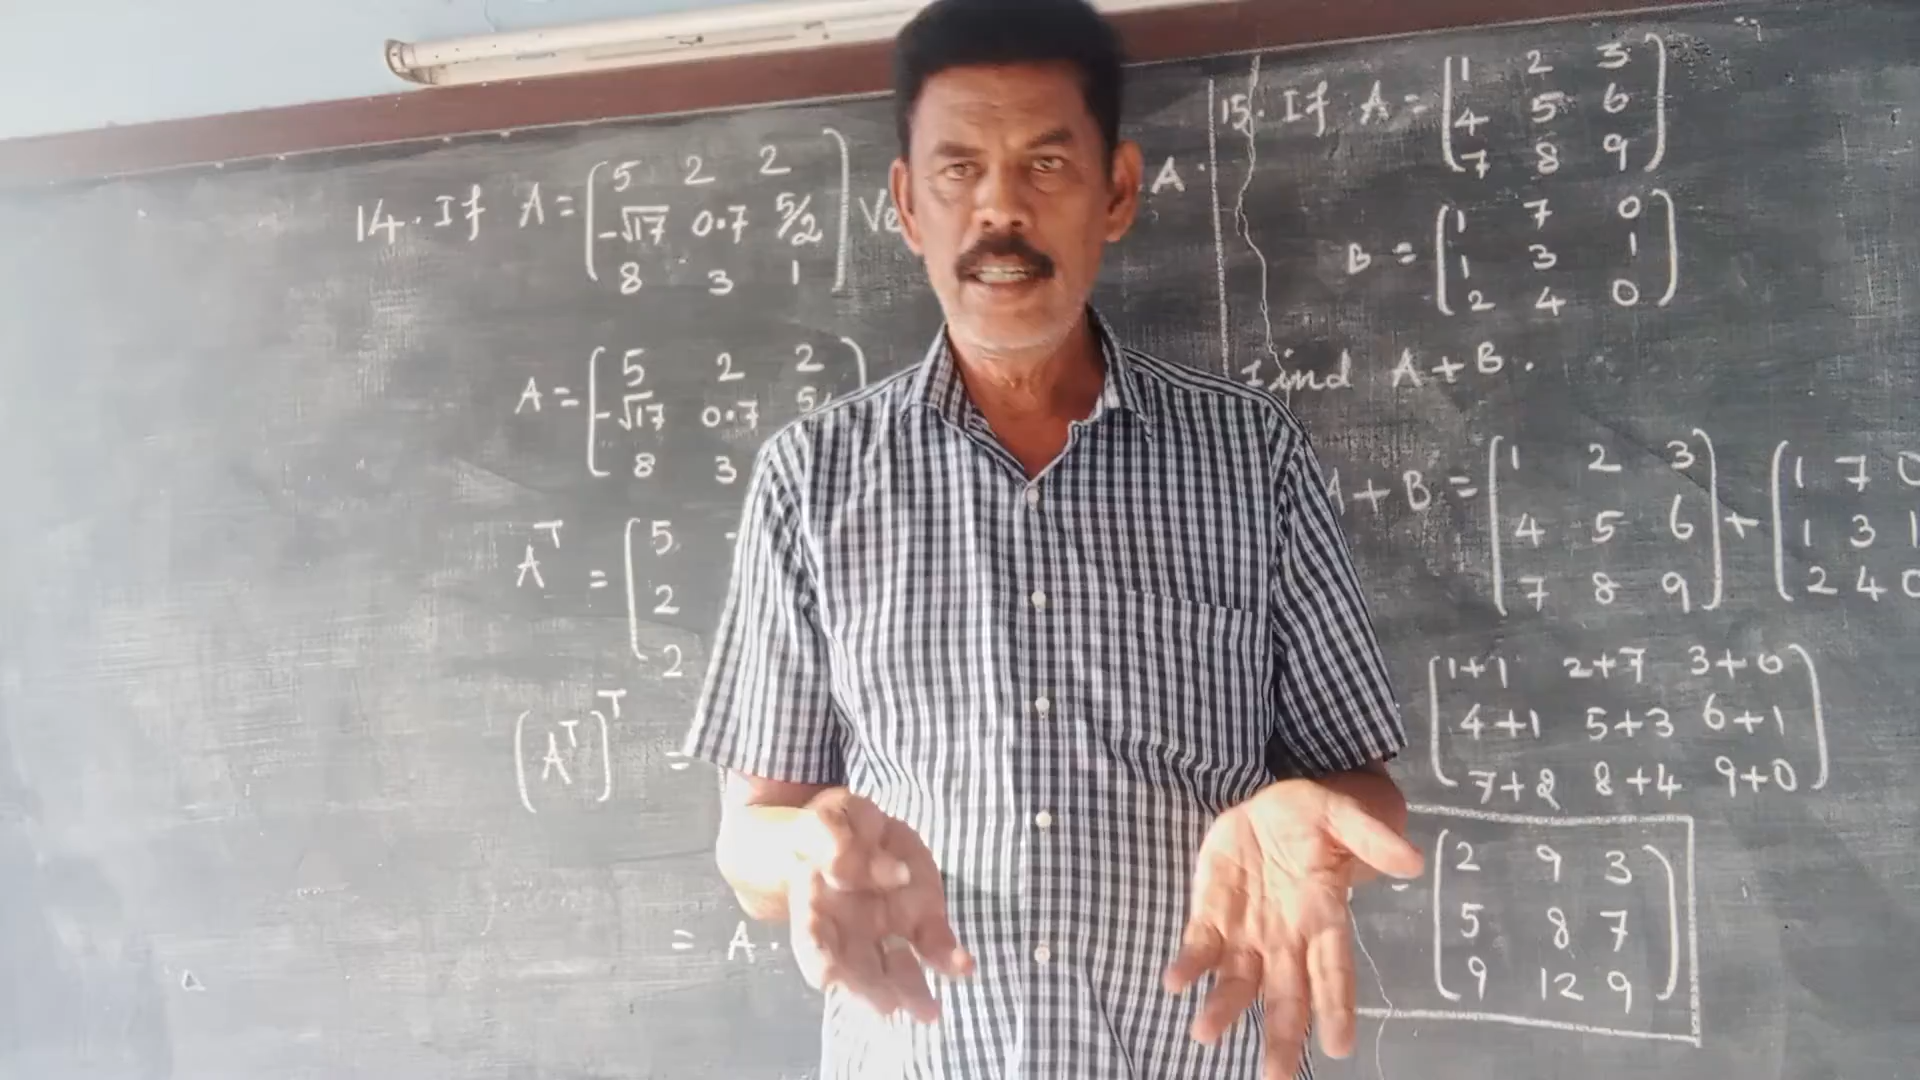 14. If A = (5 2 2
-√17 0.7 5/2
8 3 1)
A.
A = (5 2 2
-√17 0.7 5/
8 3
Aᵀ = (5
2
2
(Aᵀ)ᵀ =
= A.
15. If A = (1 2 3
4 5 6
7 8 9)
B = (1 7 0
1 3 1
2 4 0)
Find A + B.
A + B = (1 2 3
4 5 6
7 8 9) + (1 7 0
1 3 1
2 4 0
(1+1 2+7 3+0
4+1 5+3 6+1
7+2 8+4 9+0)
= (2 9 3
5 8 7
9 12 9)